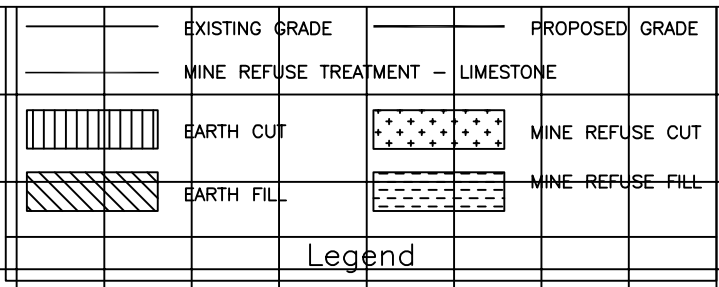 EXISTING GRADE PROPOSED GRADE
MINE REFUSE TREATMENT – LIMESTONE
EARTH CUT MINE REFUSE CUT
EARTH FILL MINE REFUSE FILL
Legend